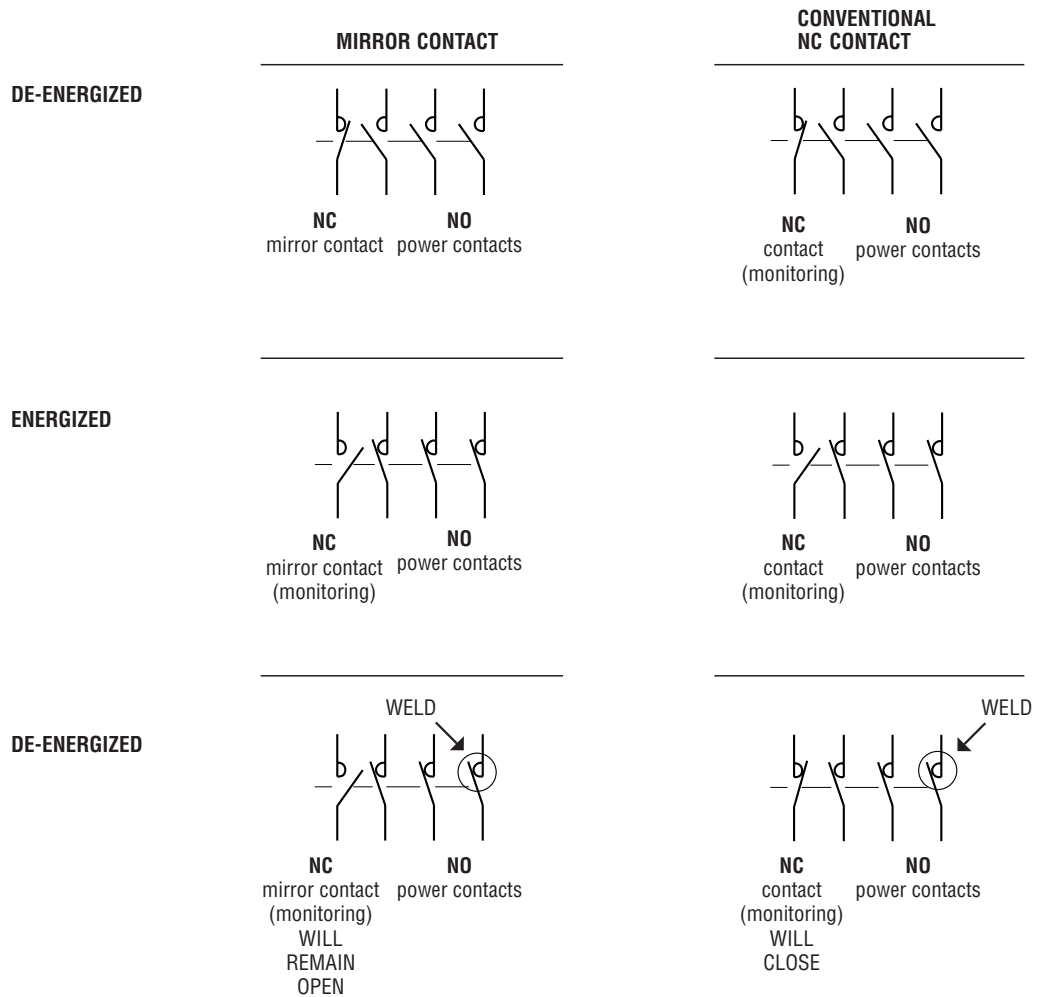 MIRROR CONTACT
CONVENTIONAL
NC CONTACT
DE-ENERGIZED
NC
mirror contact
NO
power contacts
NC
contact
(monitoring)
NO
power contacts
ENERGIZED
NC
mirror contact
(monitoring)
NO
power contacts
NC
contact
(monitoring)
NO
power contacts
DE-ENERGIZED
WELD
NC
mirror contact
(monitoring)
WILL
REMAIN
OPEN
NO
power contacts
WELD
NC
contact
(monitoring)
WILL
CLOSE
NO
power contacts